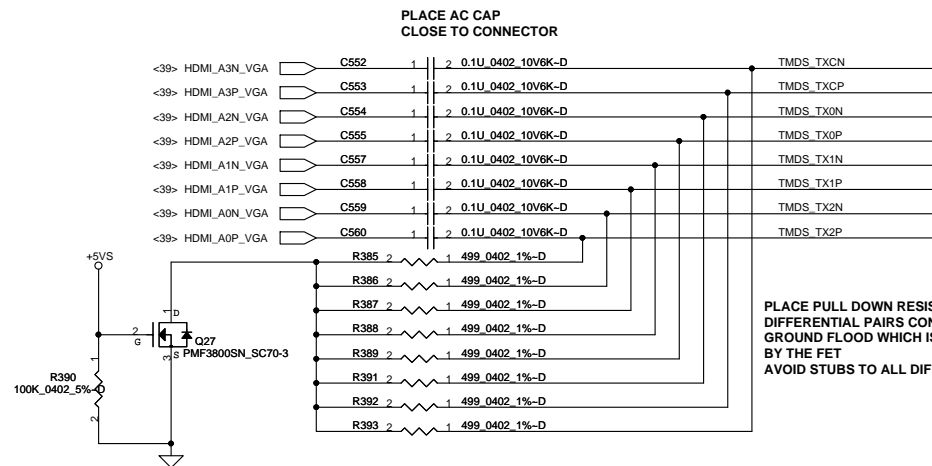 PLACE AC CAP
CLOSE TO CONNECTOR
<39> HDMI_A3N_VGA C552 1 2 0.1U_0402_10V6K~D TMDS_TXCN
<39> HDMI_A3P_VGA C553 1 2 0.1U_0402_10V6K~D TMDS_TXCP
<39> HDMI_A2N_VGA C554 1 2 0.1U_0402_10V6K~D TMDS_TX0N
<39> HDMI_A2P_VGA C555 1 2 0.1U_0402_10V6K~D TMDS_TX0P
<39> HDMI_A1N_VGA C557 1 2 0.1U_0402_10V6K~D TMDS_TX1N
<39> HDMI_A1P_VGA C558 1 2 0.1U_0402_10V6K~D TMDS_TX1P
<39> HDMI_A0N_VGA C559 1 2 0.1U_0402_10V6K~D TMDS_TX2N
<39> HDMI_A0P_VGA C560 1 2 0.1U_0402_10V6K~D TMDS_TX2P
+5VS
R385 2 1 499_0402_1%~D
R386 2 1 499_0402_1%~D
R387 2 1 499_0402_1%~D
R388 2 1 499_0402_1%~D
R389 2 1 499_0402_1%~D
R391 2 1 499_0402_1%~D
R392 2 1 499_0402_1%~D
R393 2 1 499_0402_1%~D
1 D
2 G
3 S
Q27
PMF3800SN_SC70-3
1
R390
100K_0402_5%~D
2
PLACE PULL DOWN RESIS
DIFFERENTIAL PAIRS CON
GROUND FLOOD WHICH IS
BY THE FET
AVOID STUBS TO ALL DIF